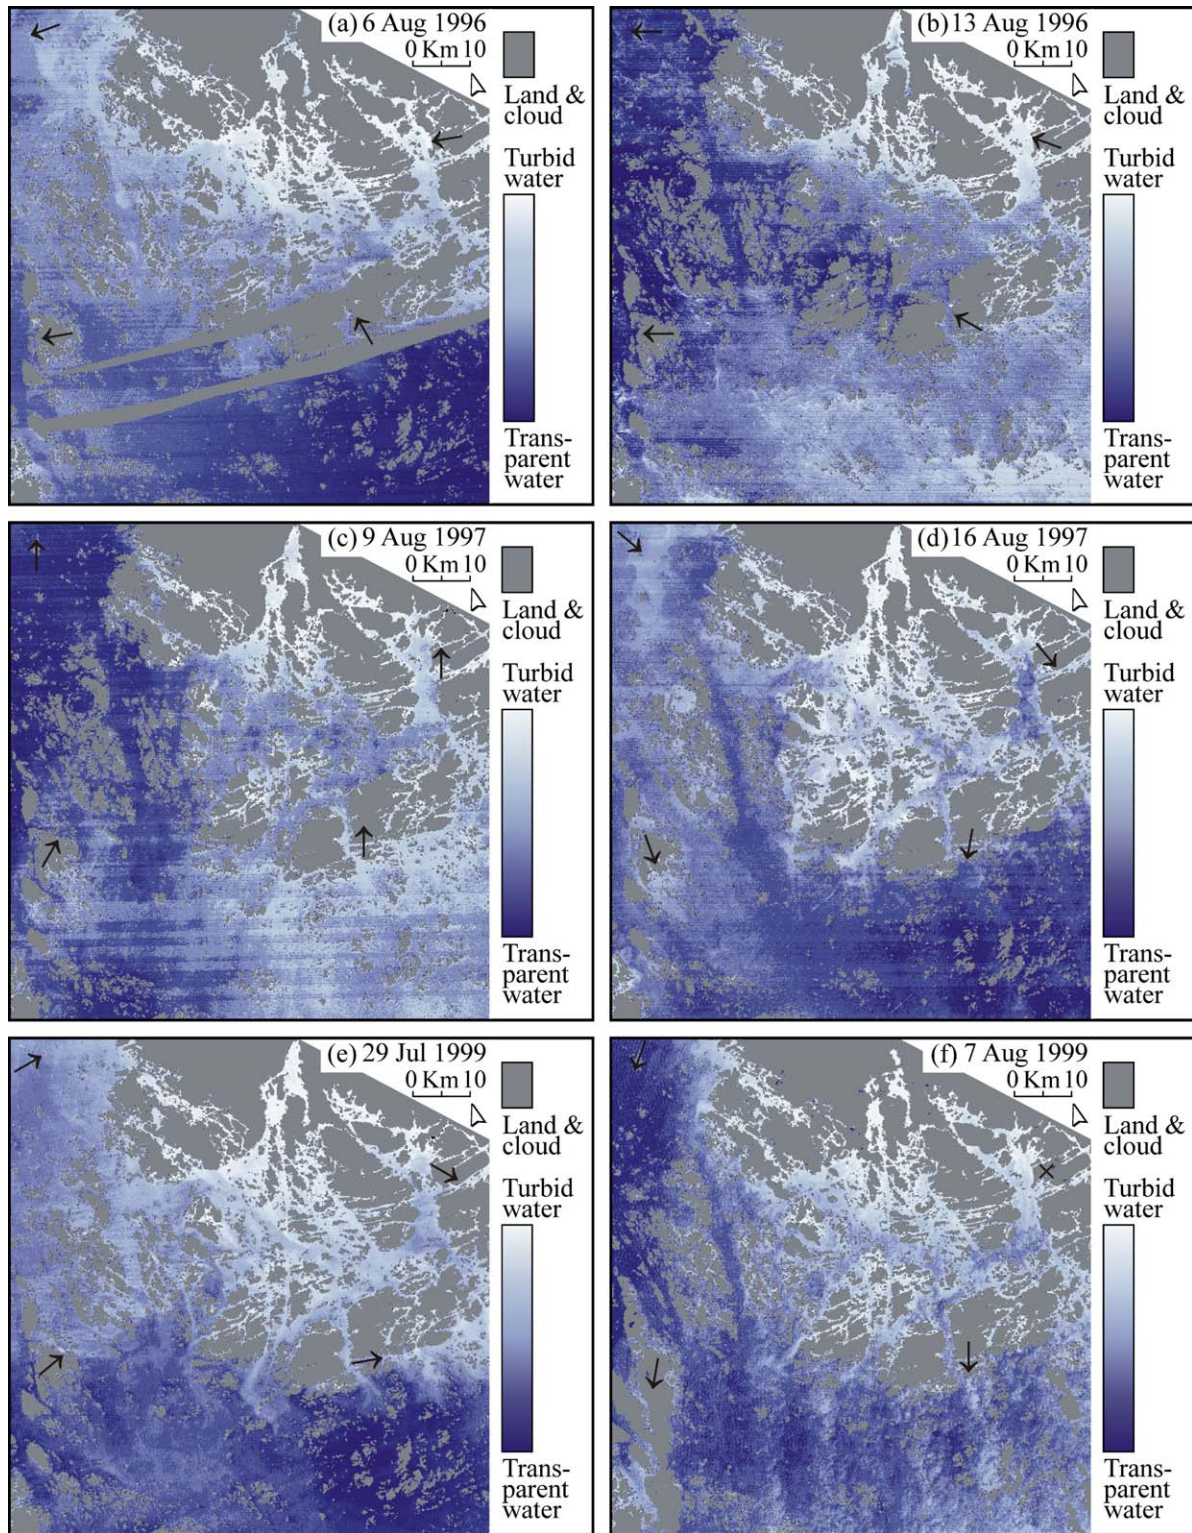 (a) 6 Aug 1996
0 Km 10
Land &
cloud
Turbid
water
Trans-
parent
water
(b) 13 Aug 1996
0 Km 10
Land &
cloud
Turbid
water
Trans-
parent
water
(c) 9 Aug 1997
0 Km 10
Land &
cloud
Turbid
water
Trans-
parent
water
(d) 16 Aug 1997
0 Km 10
Land &
cloud
Turbid
water
Trans-
parent
water
(e) 29 Jul 1999
0 Km 10
Land &
cloud
Turbid
water
Trans-
parent
water
(f) 7 Aug 1999
0 Km 10
Land &
cloud
Turbid
water
Trans-
parent
water